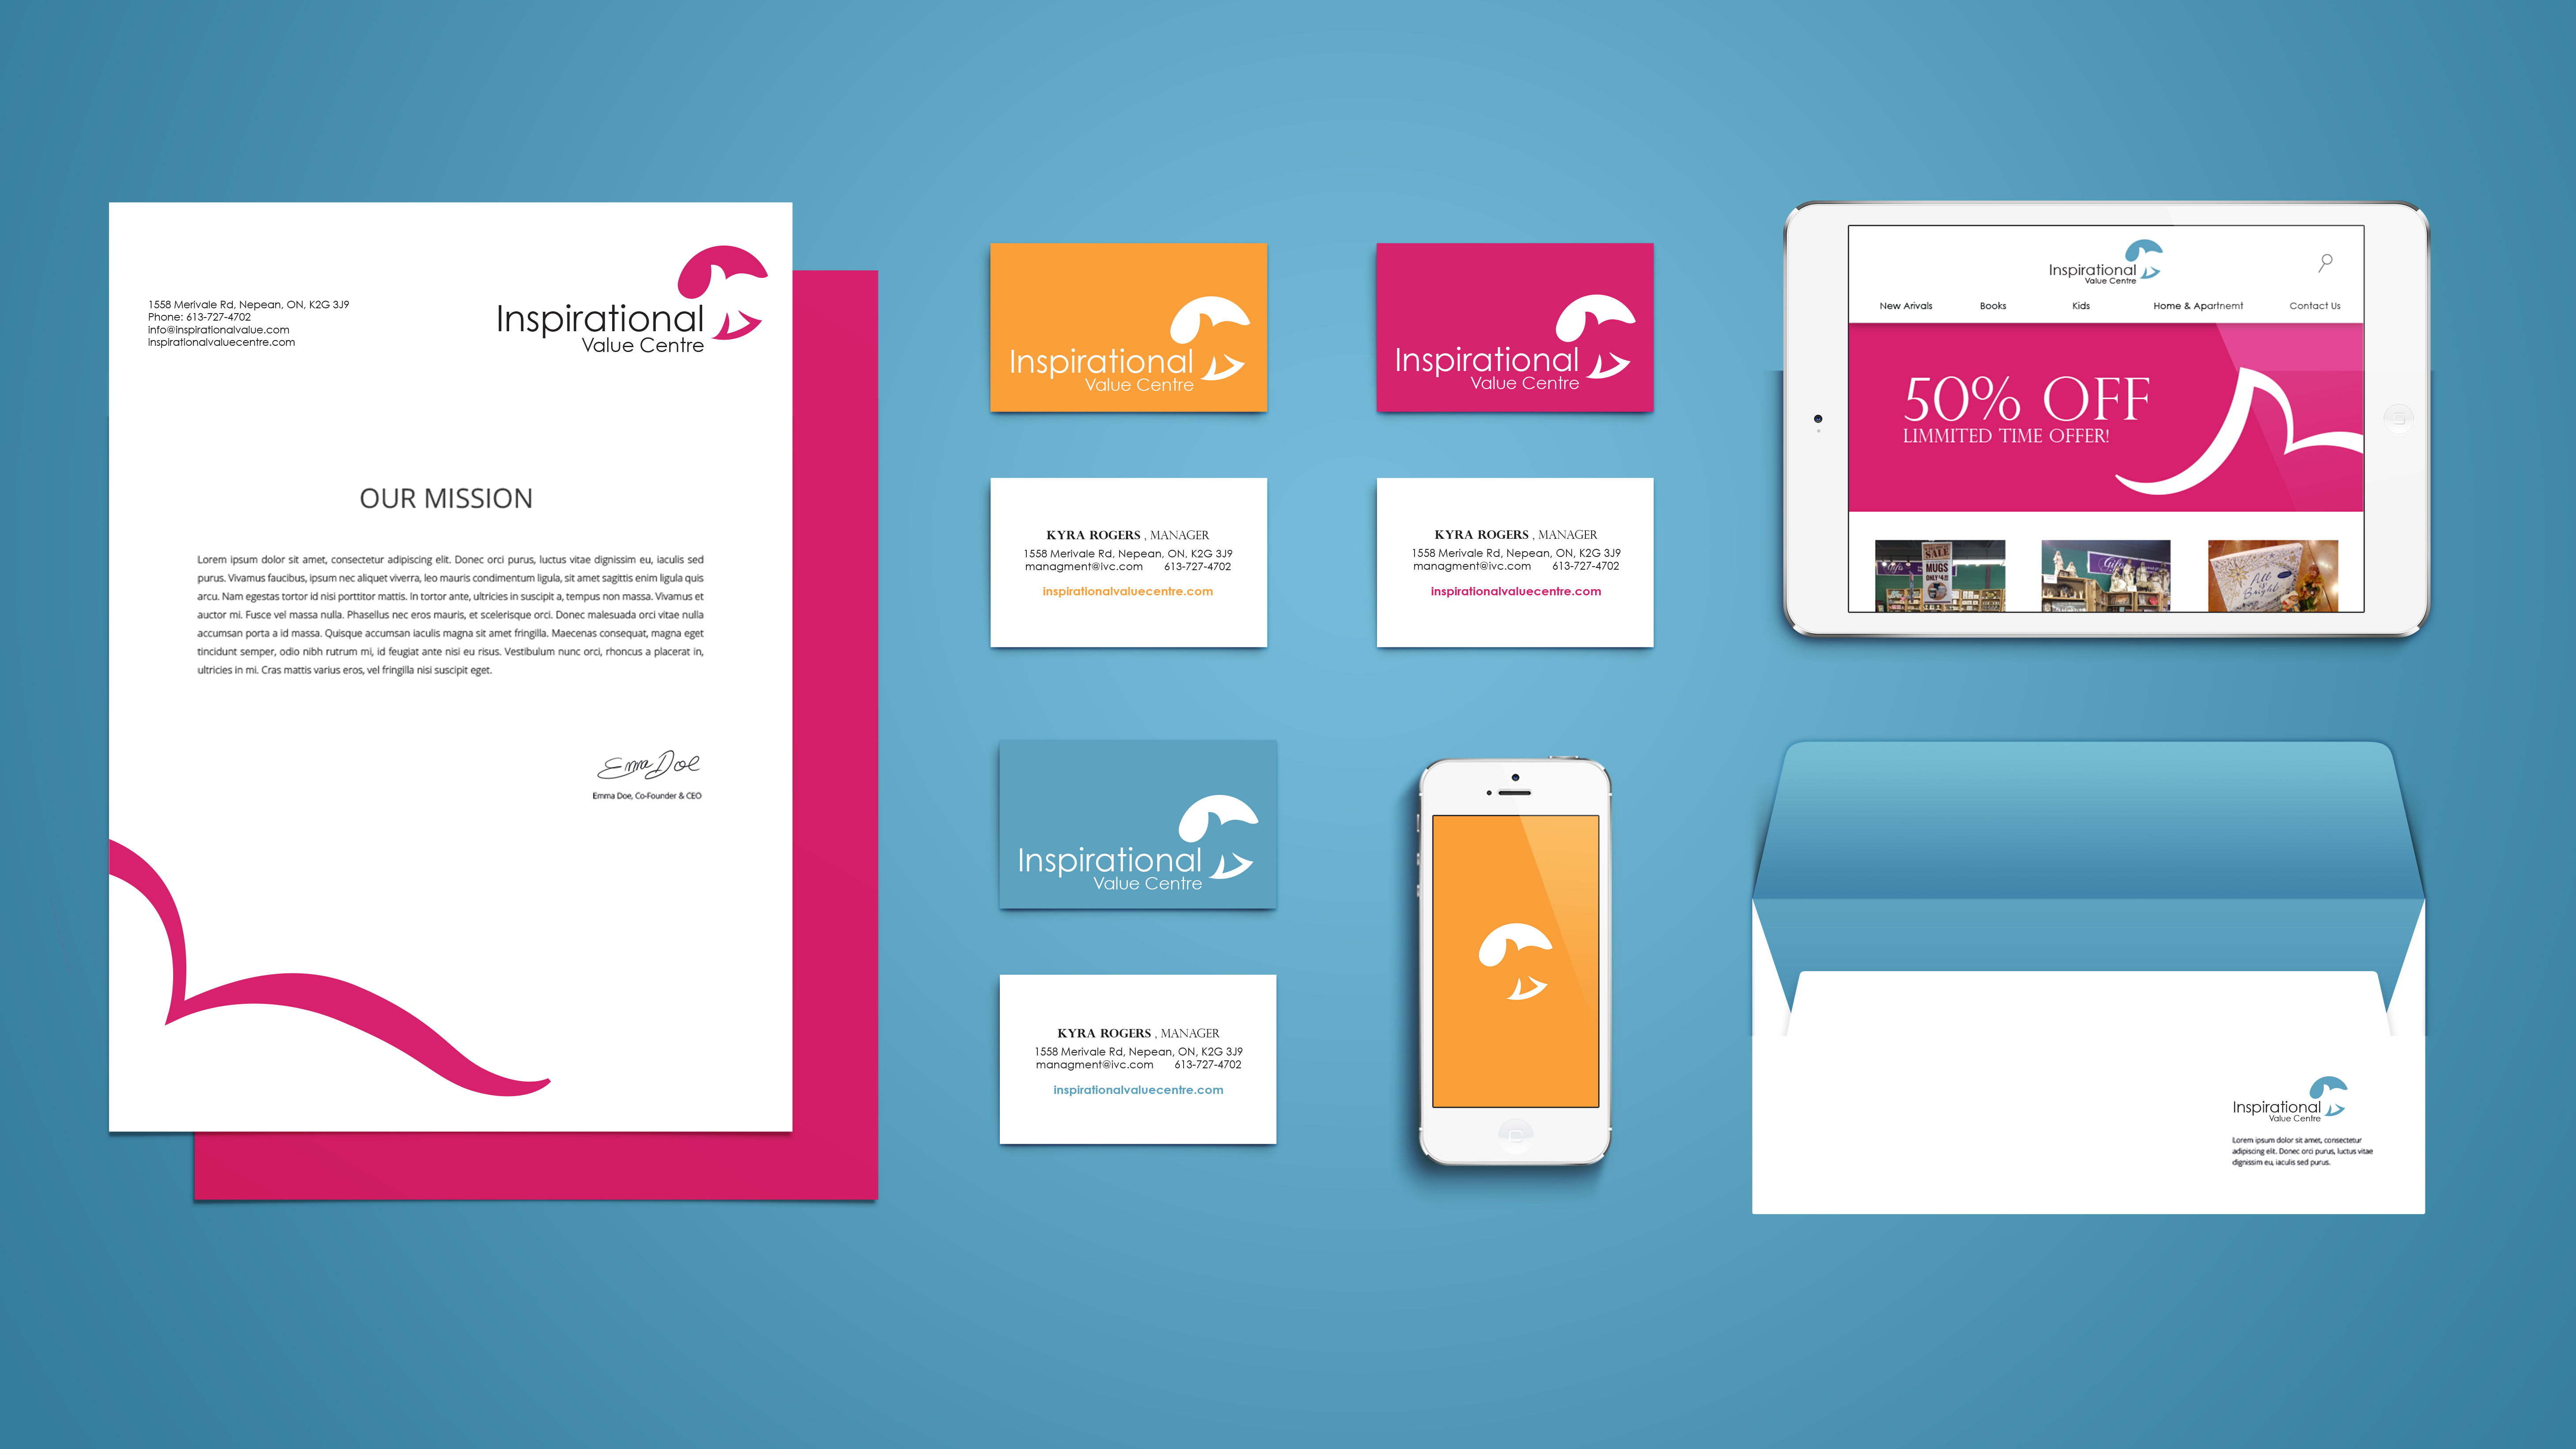 1558 Merivale Rd, Nepean, ON, K2G 3J9
Phone: 613-727-4702
info@inspirationalvalue.com
inspirationalvaluecentre.com
Inspirational
Value Centre
OUR MISSION
Lorem ipsum dolor sit amet, consectetur adipiscing elit. Donec orci purus, luctus vitae dignissim eu, iaculis sed
purus. Vivamus faucibus, ipsum nec aliquet viverra, leo mauris condimentum ligula, sit amet sagittis enim ligula quis
arcu. Nam egestas tortor id nisi porttitor mattis. In tortor ante, ultricies in suscipit a, tempus non massa. Vivamus et
auctor mi. Fusce vel massa nulla. Phasellus nec eros mauris, et scelerisque orci. Donec malesuada orci vitae nulla
accumsan porta a id massa. Quisque accumsan iaculis magna sit amet fringilla. Maecenas consequat, magna eget
tincidunt semper, odio nibh rutrum mi, id feugiat ante nisi eu risus. Vestibulum nunc orci, rhoncus a placerat in,
ultricies in mi. Cras mattis varius eros, vel fringilla nisi suscipit eget.
Emma Doe
Emma Doe, Co-Founder & CEO
Inspirational
Value Centre
KYRA ROGERS , MANAGER
1558 Merivale Rd, Nepean, ON, K2G 3J9
managment@ivc.com 613-727-4702
inspirationalvaluecentre.com
Inspirational
Value Centre
KYRA ROGERS , MANAGER
1558 Merivale Rd, Nepean, ON, K2G 3J9
managment@ivc.com 613-727-4702
inspirationalvaluecentre.com
Inspirational
Value Centre
KYRA ROGERS , MANAGER
1558 Merivale Rd, Nepean, ON, K2G 3J9
managment@ivc.com 613-727-4702
inspirationalvaluecentre.com
Inspirational
Value Centre
New Arivals Books Kids Home & Apartnemt Contact Us
50% OFF
LIMMITED TIME OFFER!
SALE
MUGS
ONLY
Gifts
All
is
Bright
Inspirational
Value Centre
Lorem ipsum dolor sit amet, consectetur
adipiscing elit. Donec orci purus, luctus vitae
dignissim eu, iaculis sed purus.